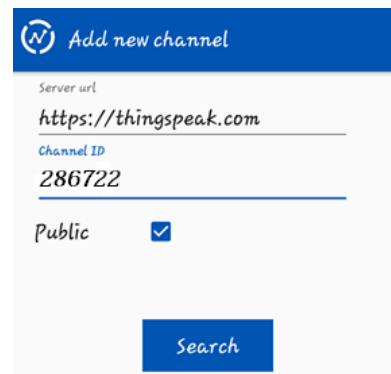 Add new channel
Server url
https://thingspeak.com
Channel ID
286722
Public
Search